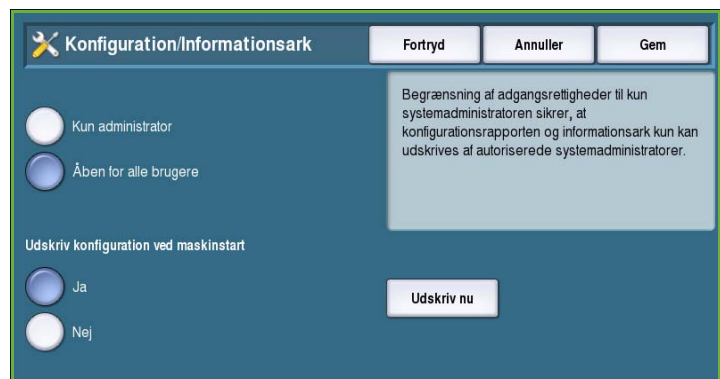 Konfiguration/Informationsark
Fortryd
Annuller
Gem
Kun administrator
Åben for alle brugere
Begrænsning af adgangsrettigheder til kun
systemadministratoren sikrer, at
konfigurationsrapporten og informationsark kun kan
udskrives af autoriserede systemadministratorer.
Udskriv konfiguration ved maskinstart
Ja
Nej
Udskriv nu